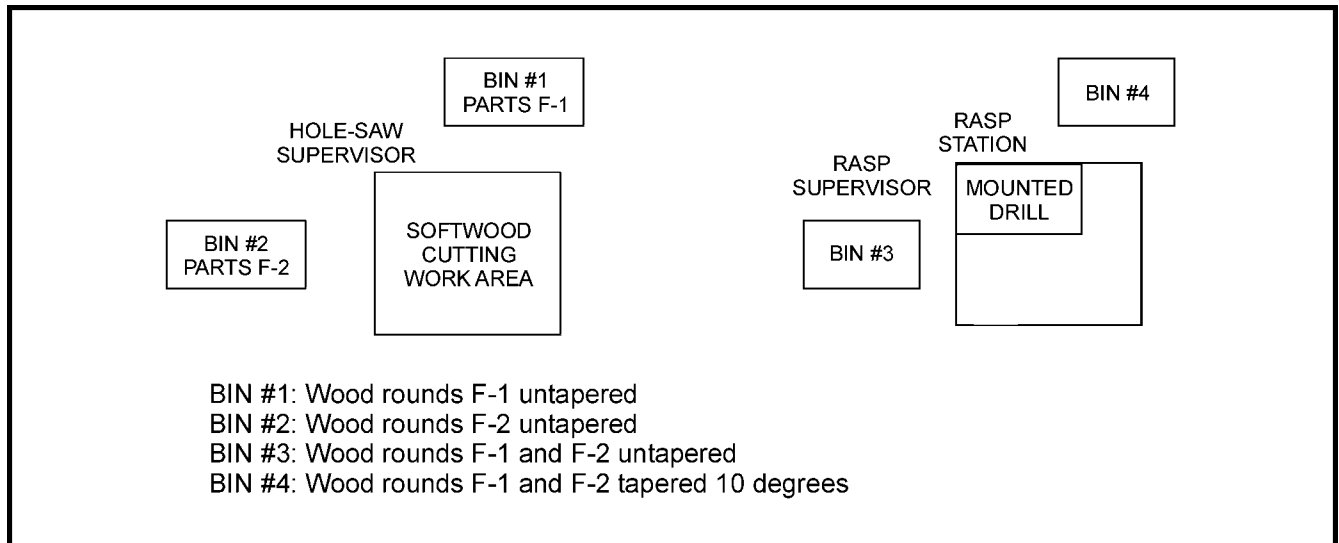 BIN #1
PARTS F-1
HOLE-SAW
SUPERVISOR
BIN #2
PARTS F-2
SOFTWOOD
CUTTING
WORK AREA
BIN #4
RASP
STATION
RASP
SUPERVISOR
MOUNTED
DRILL
BIN #3
BIN #1: Wood rounds F-1 untapered
BIN #2: Wood rounds F-2 untapered
BIN #3: Wood rounds F-1 and F-2 untapered
BIN #4: Wood rounds F-1 and F-2 tapered 10 degrees